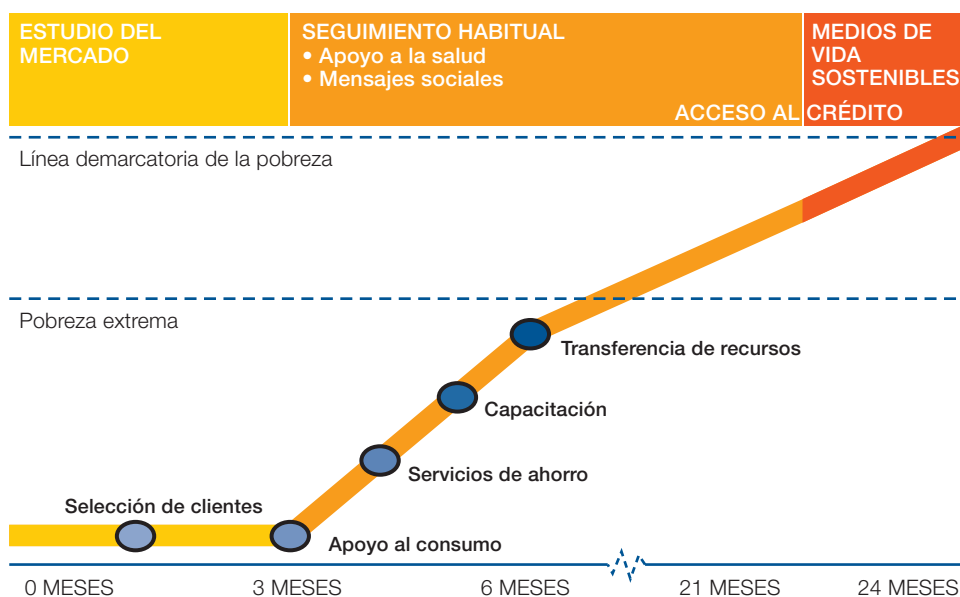 ESTUDIO DEL
MERCADO
SEGUIMIENTO HABITUAL
• Apoyo a la salud
• Mensajes sociales
MEDIOS DE
VIDA
SOSTENIBLES
ACCESO AL CRÉDITO
Línea demarcatoria de la pobreza
Pobreza extrema
Transferencia de recursos
Capacitación
Servicios de ahorro
Selección de clientes
Apoyo al consumo
0 MESES 3 MESES 6 MESES 21 MESES 24 MESES